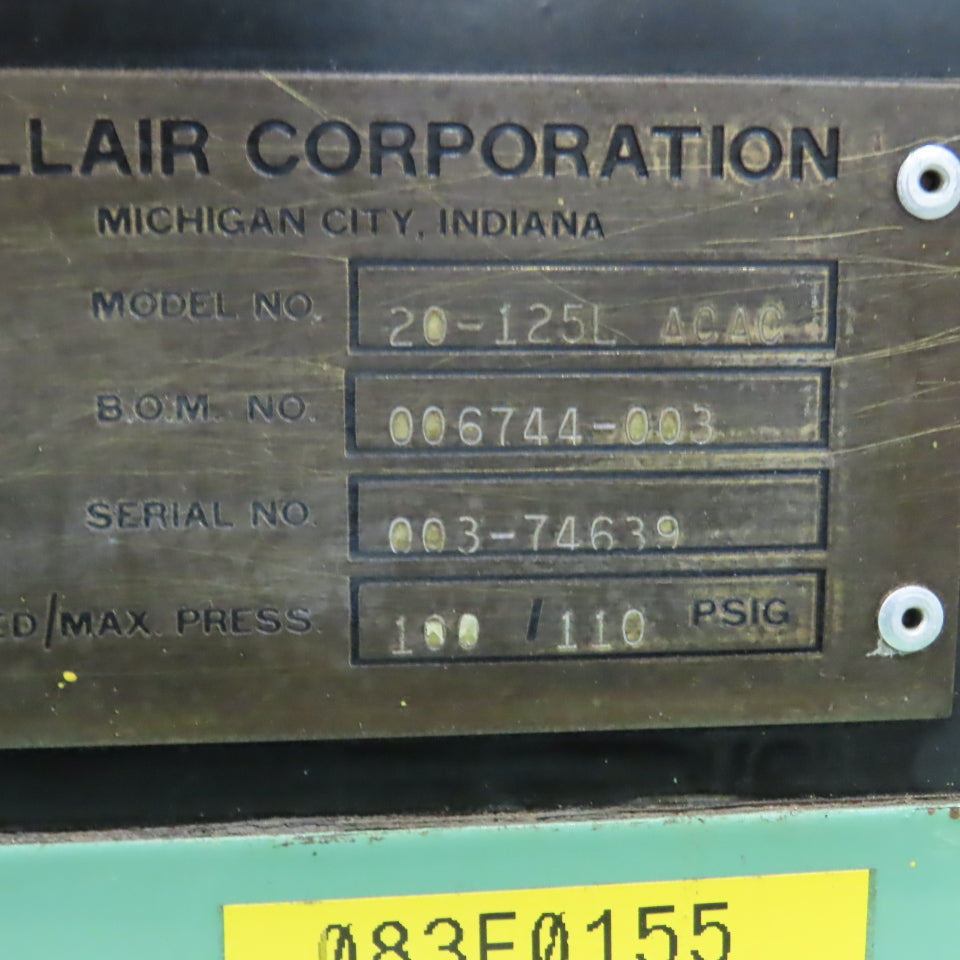 LLAIR CORPORATION
MICHIGAN CITY, INDIANA
MODEL NO. 20-125L ACAC
B.O.M. NO. 006744-003
SERIAL NO. 003-74639
ED/MAX. PRESS. 100 / 110 PSIG
083E0155